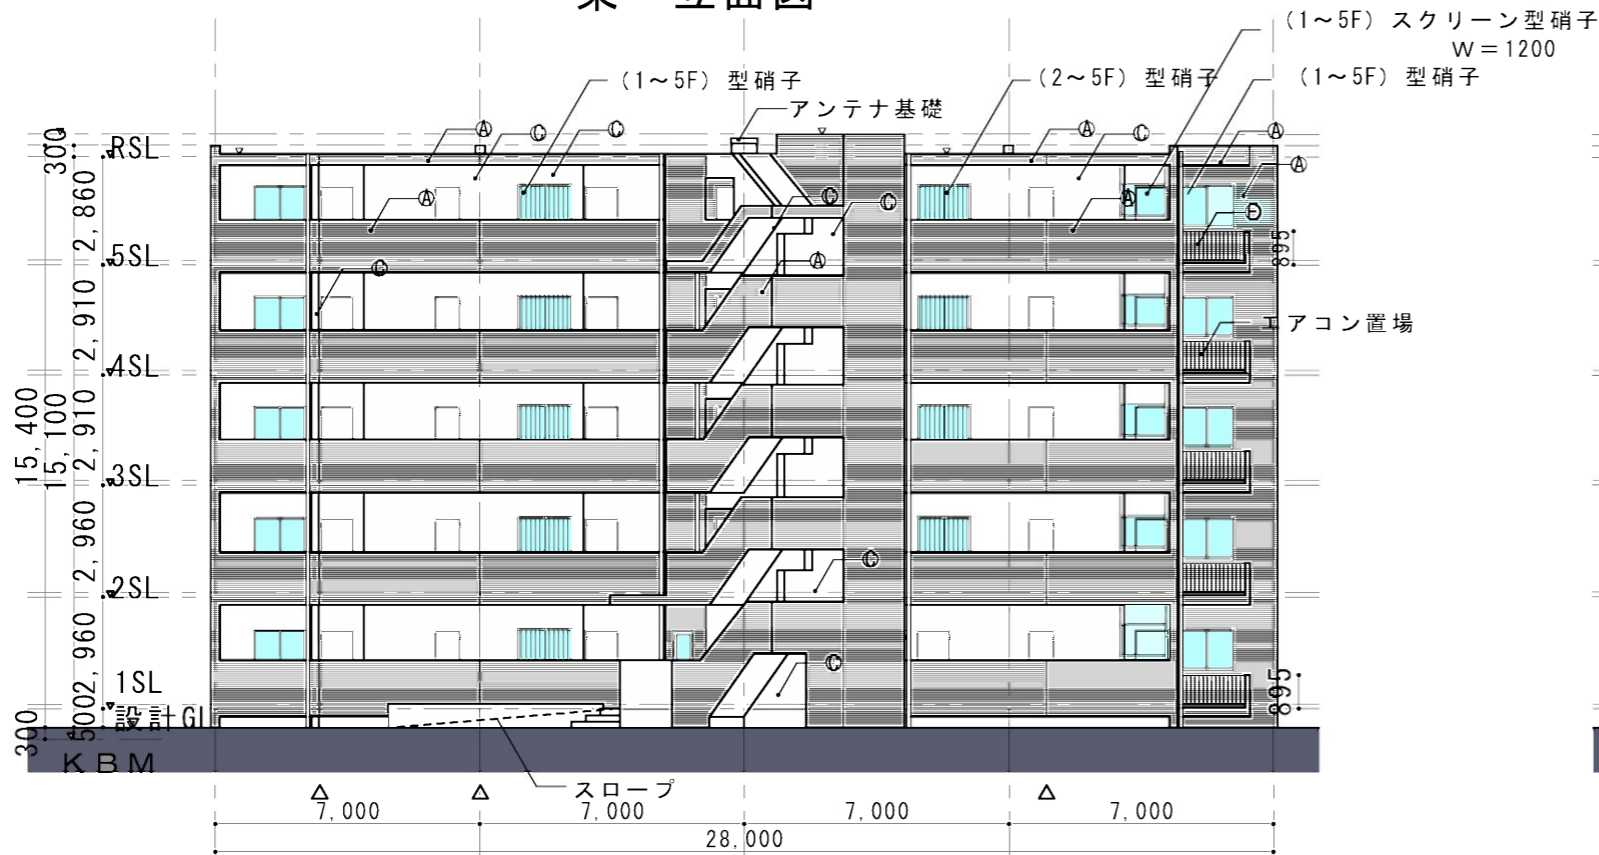 東 立面図
(1～5F) スクリーン型硝子
W=1200
(1～5F) 型硝子
(2～5F) 型硝子
(1～5F) 型硝子
アンテナ基礎
300
RSL
A
C
C
A
C
A
A
2,860
A
C
C
A
A
E
5SL
895
C
A
2,910
エアコン置場
4SL
15,400
15,100
2,910
3SL
2,960
C
2SL
2,960
C
1SL
895
500
設計GL
300
KBM
スロープ
7,000
7,000
7,000
7,000
28,000